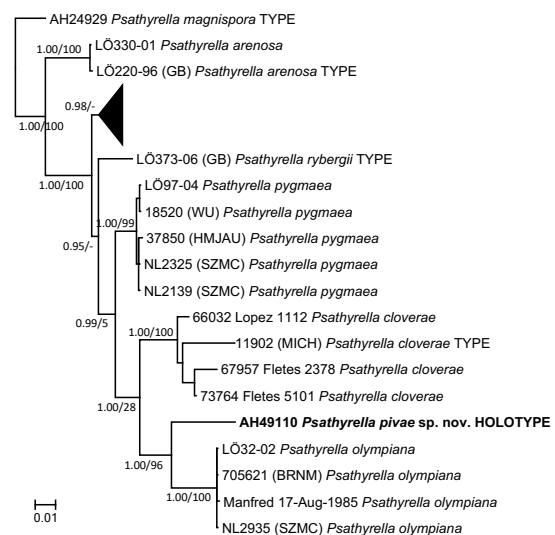 AH24929 Psathyrella magnispora TYPE
LÖ330-01 Psathyrella arenosa
1.00/100
LÖ220-96 (GB) Psathyrella arenosa TYPE
0.98/-
1.00/100
LÖ373-06 (GB) Psathyrella rybergii TYPE
1.00/100
LÖ97-04 Psathyrella pygmaea
18520 (WU) Psathyrella pygmaea
1.00/99
37850 (HMJAU) Psathyrella pygmaea
0.95/-
NL2325 (SZMC) Psathyrella pygmaea
NL2139 (SZMC) Psathyrella pygmaea
66032 Lopez 1112 Psathyrella cloverae
0.99/5
1.00/100
11902 (MICH) Psathyrella cloverae TYPE
67957 Fletes 2378 Psathyrella cloverae
73764 Fletes 5101 Psathyrella cloverae
1.00/28
AH49110 Psathyrella pivae sp. nov. HOLOTYPE
LÖ32-02 Psathyrella olympiana
1.00/96
705621 (BRNM) Psathyrella olympiana
1.00/100
Manfred 17-Aug-1985 Psathyrella olympiana
0.01
NL2935 (SZMC) Psathyrella olympiana